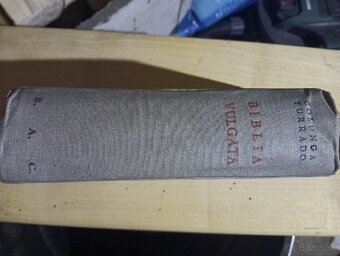 COLUNGA
TURRADO
BIBLIA
VULGATA
B. A. C.